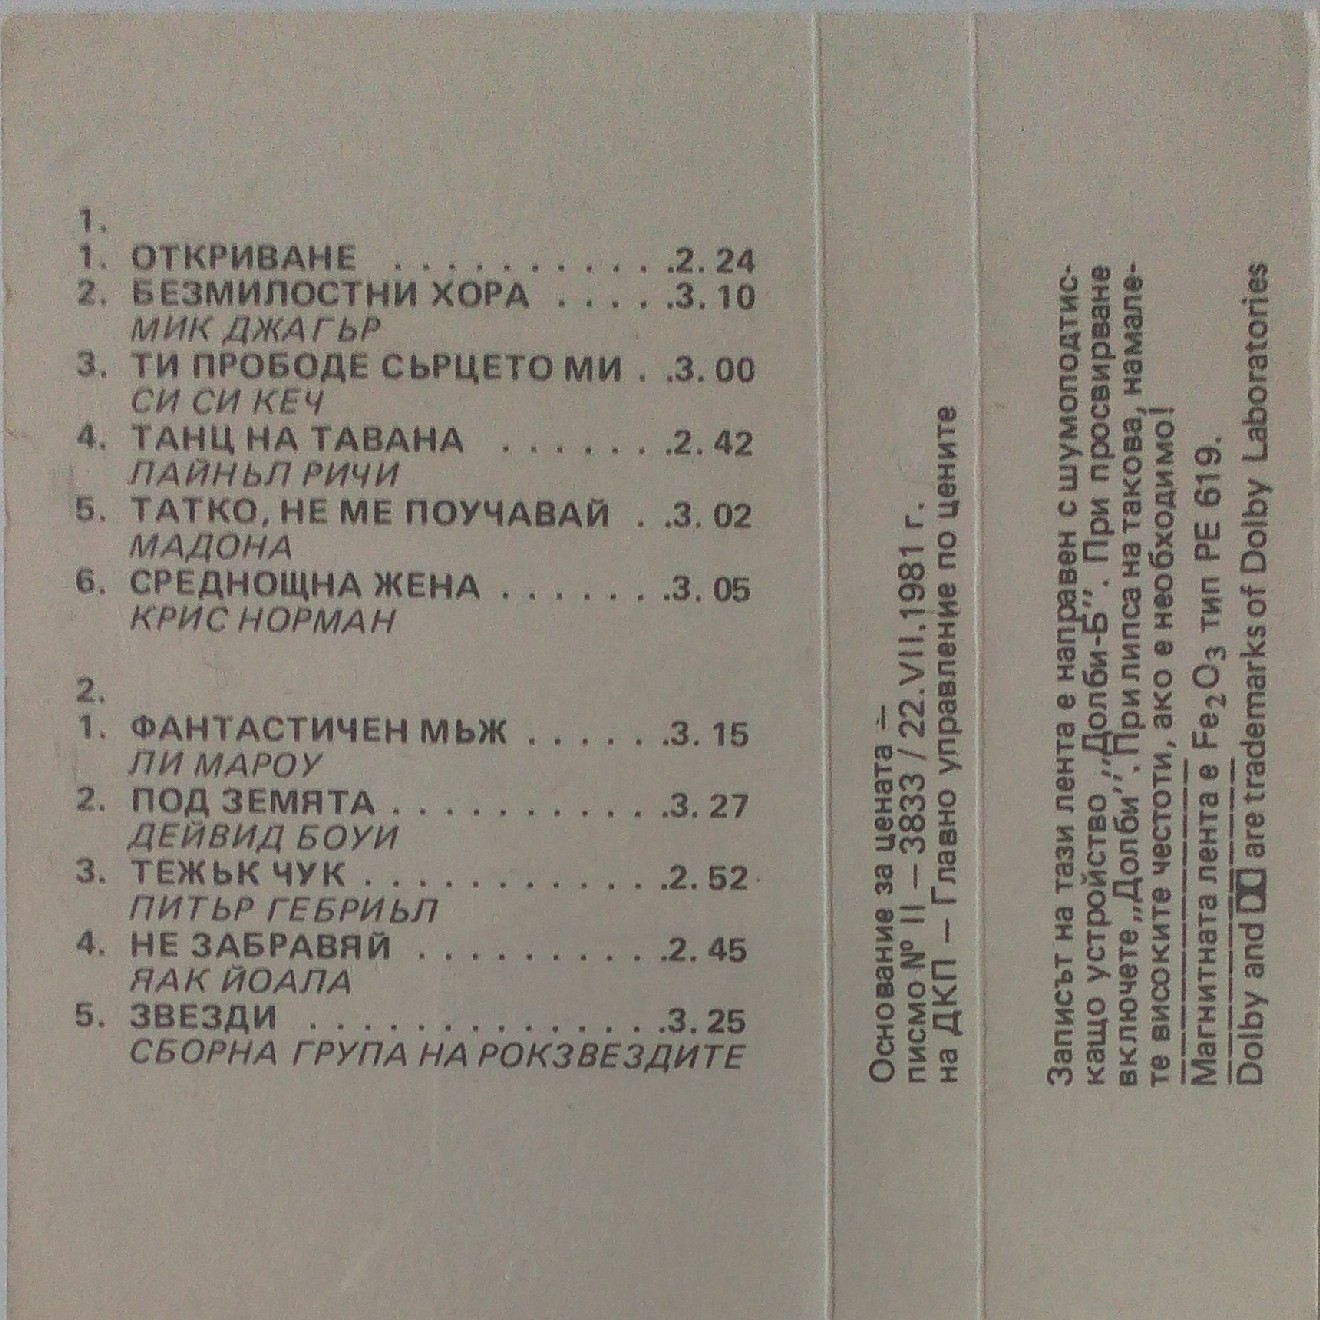 1.
1. ОТКРИВАНЕ . . . . . . . . . . . .2. 24
2. БЕЗМИЛОСТНИ ХОРА . . . . . .3. 10
МИК ДЖАГЪР
3. ТИ ПРОБОДЕ СЪРЦЕТО МИ . .3. 00
СИ СИ КЕЧ
4. ТАНЦ НА ТАВАНА . . . . . . . .2. 42
ЛАЙНЪЛ РИЧИ
5. ТАТКО, НЕ МЕ ПОУЧАВАЙ . .3. 02
МАДОНА
6. СРЕДНОЩНА ЖЕНА . . . . . . . .3. 05
КРИС НОРМАН
2.
1. ФАНТАСТИЧЕН МЪЖ . . . . . . .3. 15
ЛИ МАРОУ
2. ПОД ЗЕМЯТА . . . . . . . . . . . .3. 27
ДЕЙВИД БОУИ
3. ТЕЖЪК ЧУК . . . . . . . . . . . . .2. 52
ПИТЪР ГЕБРИЪЛ
4. НЕ ЗАБРАВЯЙ . . . . . . . . . . .2. 45
ЯАК ЙОАЛА
5. ЗВЕЗДИ . . . . . . . . . . . . . . .3. 25
СБОРНА ГРУПА НА РОКЗВЕЗДИТЕ
Основание за цената –
писмо № II – 3833 / 22.VII.1981 г.
на ДКП – Главно управление по цените
Записът на тази лента е направен с шумоподтис-
кащо устройство „Долби-Б”. При просвирване
включете „Долби”. При липса на такова, намале-
те високите честоти, ако е необходимо!
Магнитната лента е Fe2O3 тип PE 619.
Dolby and are trademarks of Dolby Laboratories